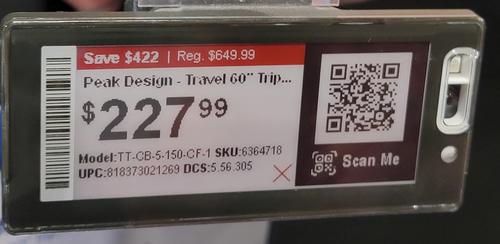 Save $422 | Reg. $649.99
Peak Design - Travel 60" Trip...
$227 99
Model:TT-CB-5-150-CF-1 SKU:6364718
UPC:818373021269 DCS:5.56.305
Scan Me